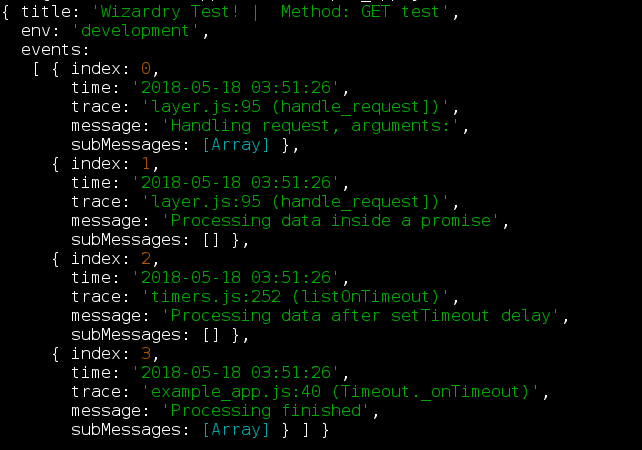 { title: 'Wizardry Test! |  Method: GET test',
  env: 'development',
  events:
   [ { index: 0,
       time: '2018-05-18 03:51:26',
       trace: 'layer.js:95 (handle_request])',
       message: 'Handling request, arguments:',
       subMessages: [Array] },
     { index: 1,
       time: '2018-05-18 03:51:26',
       trace: 'layer.js:95 (handle_request])',
       message: 'Processing data inside a promise',
       subMessages: [] },
     { index: 2,
       time: '2018-05-18 03:51:26',
       trace: 'timers.js:252 (listOnTimeout)',
       message: 'Processing data after setTimeout delay',
       subMessages: [] },
     { index: 3,
       time: '2018-05-18 03:51:26',
       trace: 'example_app.js:40 (Timeout._onTimeout)',
       message: 'Processing finished',
       subMessages: [Array] } ] }